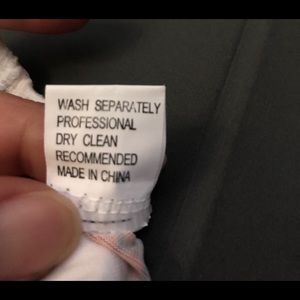 WASH SEPARATELY
PROFESSIONAL
DRY CLEAN
RECOMMENDED
MADE IN CHINA